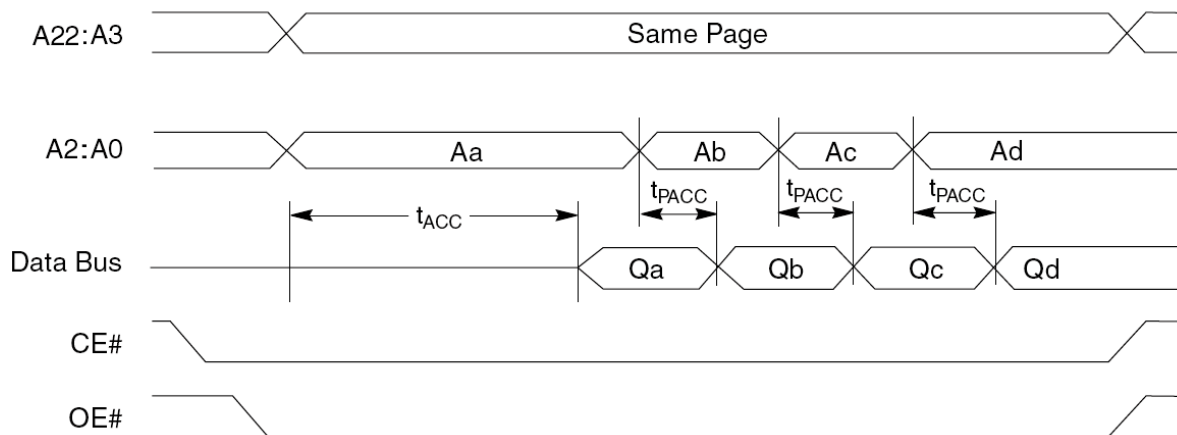 A22:A3 Same Page
A2:A0 Aa Ab Ac Ad
tPACC tPACC tPACC
tACC
Data Bus Qa Qb Qc Qd
CE#
OE#